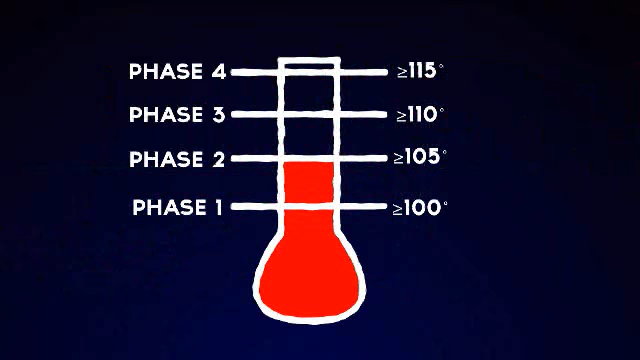 PHASE 4 ≥115°
PHASE 3 ≥110°
PHASE 2 ≥105°
PHASE 1 ≥100°